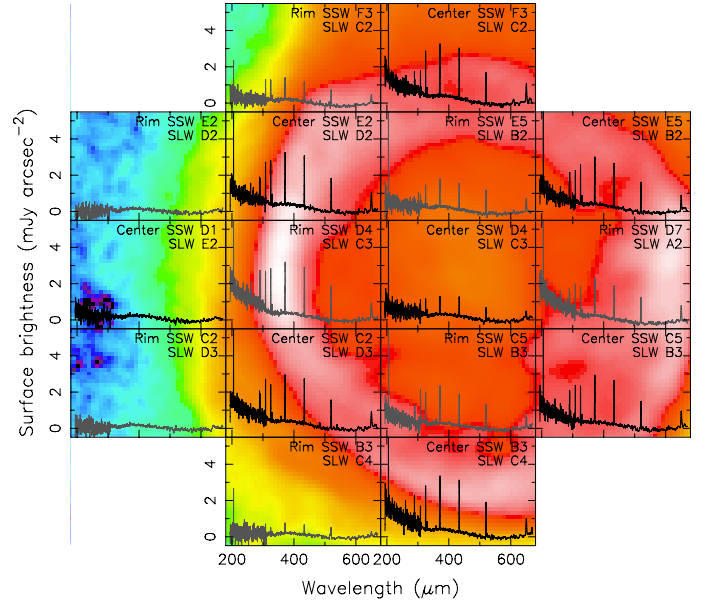 Rim SSW F3
SLW C2
Center SSW F3
SLW C2
4
2
0
Rim SSW E2
SLW D2
Center SSW E2
SLW D2
Rim SSW E5
SLW B2
Center SSW E5
SLW B2
4
2
0
Center SSW D1
SLW E2
Rim SSW D4
SLW C3
Center SSW D4
SLW C3
Rim SSW D7
SLW A2
4
2
0
Rim SSW C2
SLW D3
Center SSW C2
SLW D3
Rim SSW C5
SLW B3
Center SSW C5
SLW B3
4
2
0
Rim SSW B3
SLW C4
Center SSW B3
SLW C4
4
2
0
200 400 600 200 400 600
Wavelength (μm)
Surface brightness (mJy arcsec⁻²)